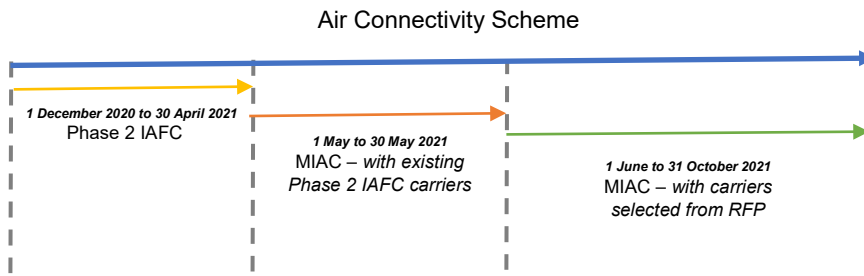 Air Connectivity Scheme
1 December 2020 to 30 April 2021
Phase 2 IAFC
1 May to 30 May 2021
MIAC – with existing
Phase 2 IAFC carriers
1 June to 31 October 2021
MIAC – with carriers
selected from RFP